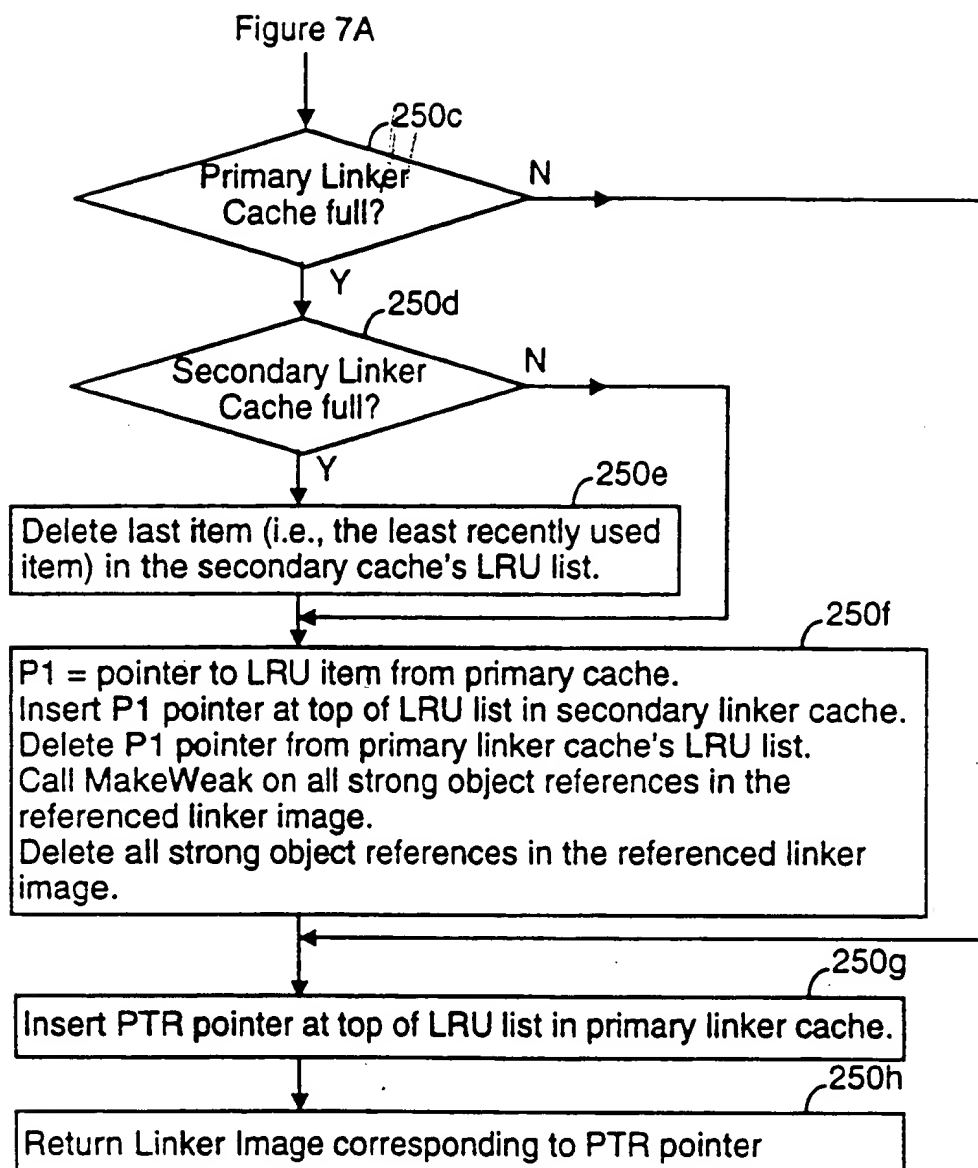 Figure 7A
250c
Primary Linker
Cache full?
N
Y
250d
Secondary Linker
Cache full?
N
Y
250e
Delete last item (i.e., the least recently used
item) in the secondary cache's LRU list.
250f
P1 = pointer to LRU item from primary cache.
Insert P1 pointer at top of LRU list in secondary linker cache.
Delete P1 pointer from primary linker cache's LRU list.
Call MakeWeak on all strong object references in the
referenced linker image.
Delete all strong object references in the referenced linker
image.
250g
Insert PTR pointer at top of LRU list in primary linker cache.
250h
Return Linker Image corresponding to PTR pointer